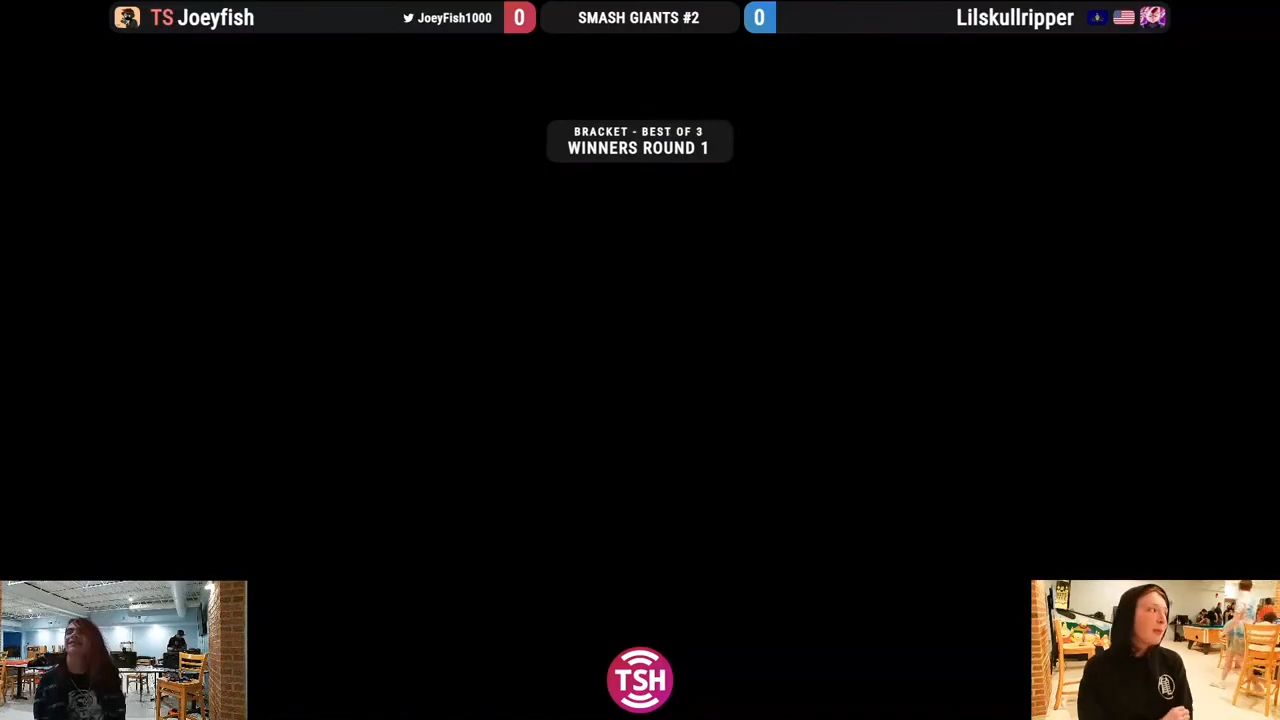 TS Joeyfish JoeyFish1000 0 SMASH GIANTS #2 0 Lilskullripper
BRACKET - BEST OF 3
WINNERS ROUND 1
TSH